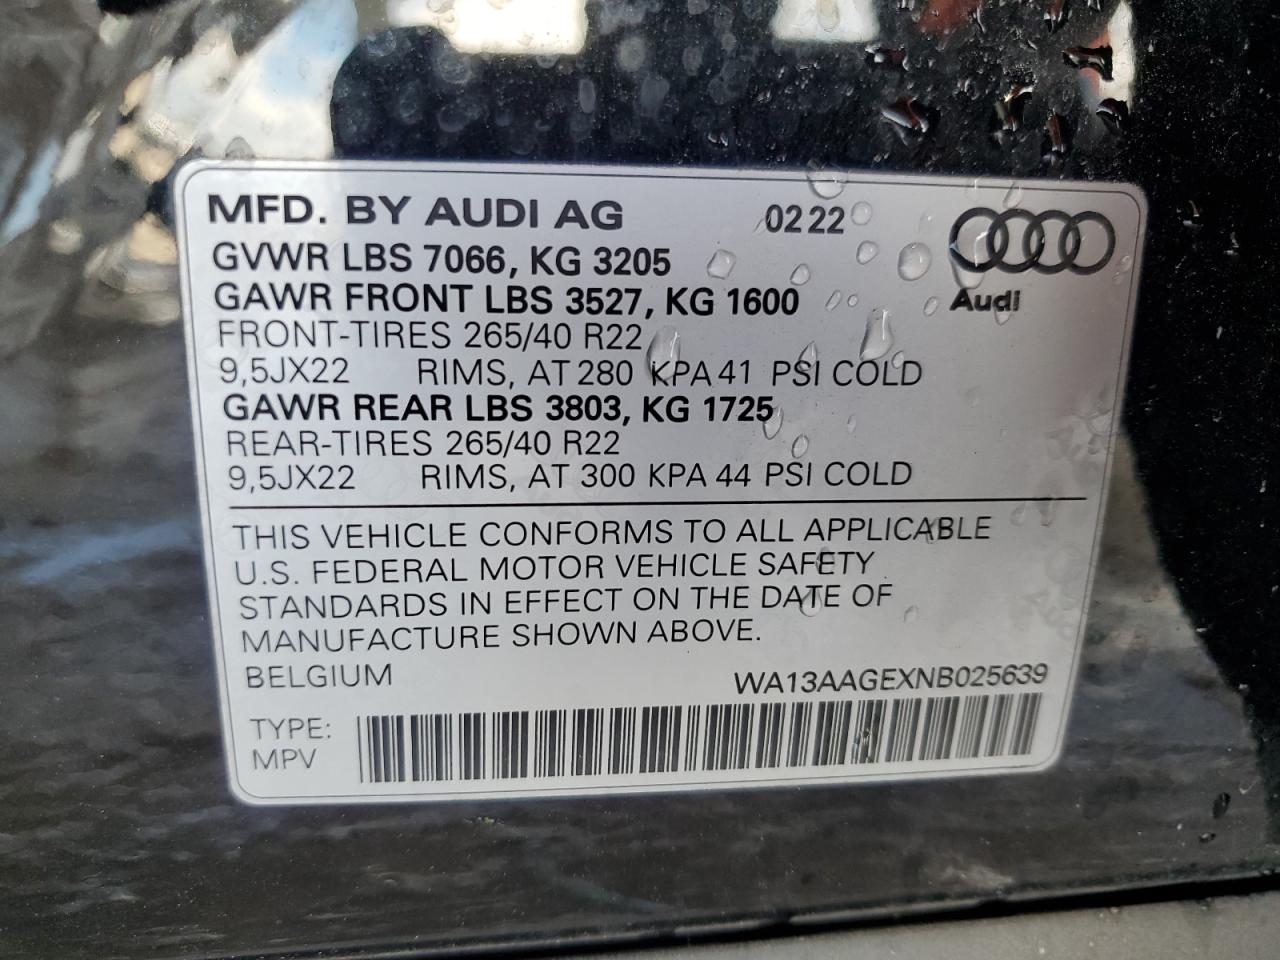 MFD. BY AUDI AG 02 22
GVWR LBS 7066, KG 3205
GAWR FRONT LBS 3527, KG 1600
Audi
FRONT-TIRES 265/40 R22
9,5JX22 RIMS, AT 280 KPA 41 PSI COLD
GAWR REAR LBS 3803, KG 1725
REAR-TIRES 265/40 R22
9,5JX22 RIMS, AT 300 KPA 44 PSI COLD
THIS VEHICLE CONFORMS TO ALL APPLICABLE
U.S. FEDERAL MOTOR VEHICLE SAFETY
STANDARDS IN EFFECT ON THE DATE OF
MANUFACTURE SHOWN ABOVE.
BELGIUM WA13AAGEXNB025639
TYPE:
MPV